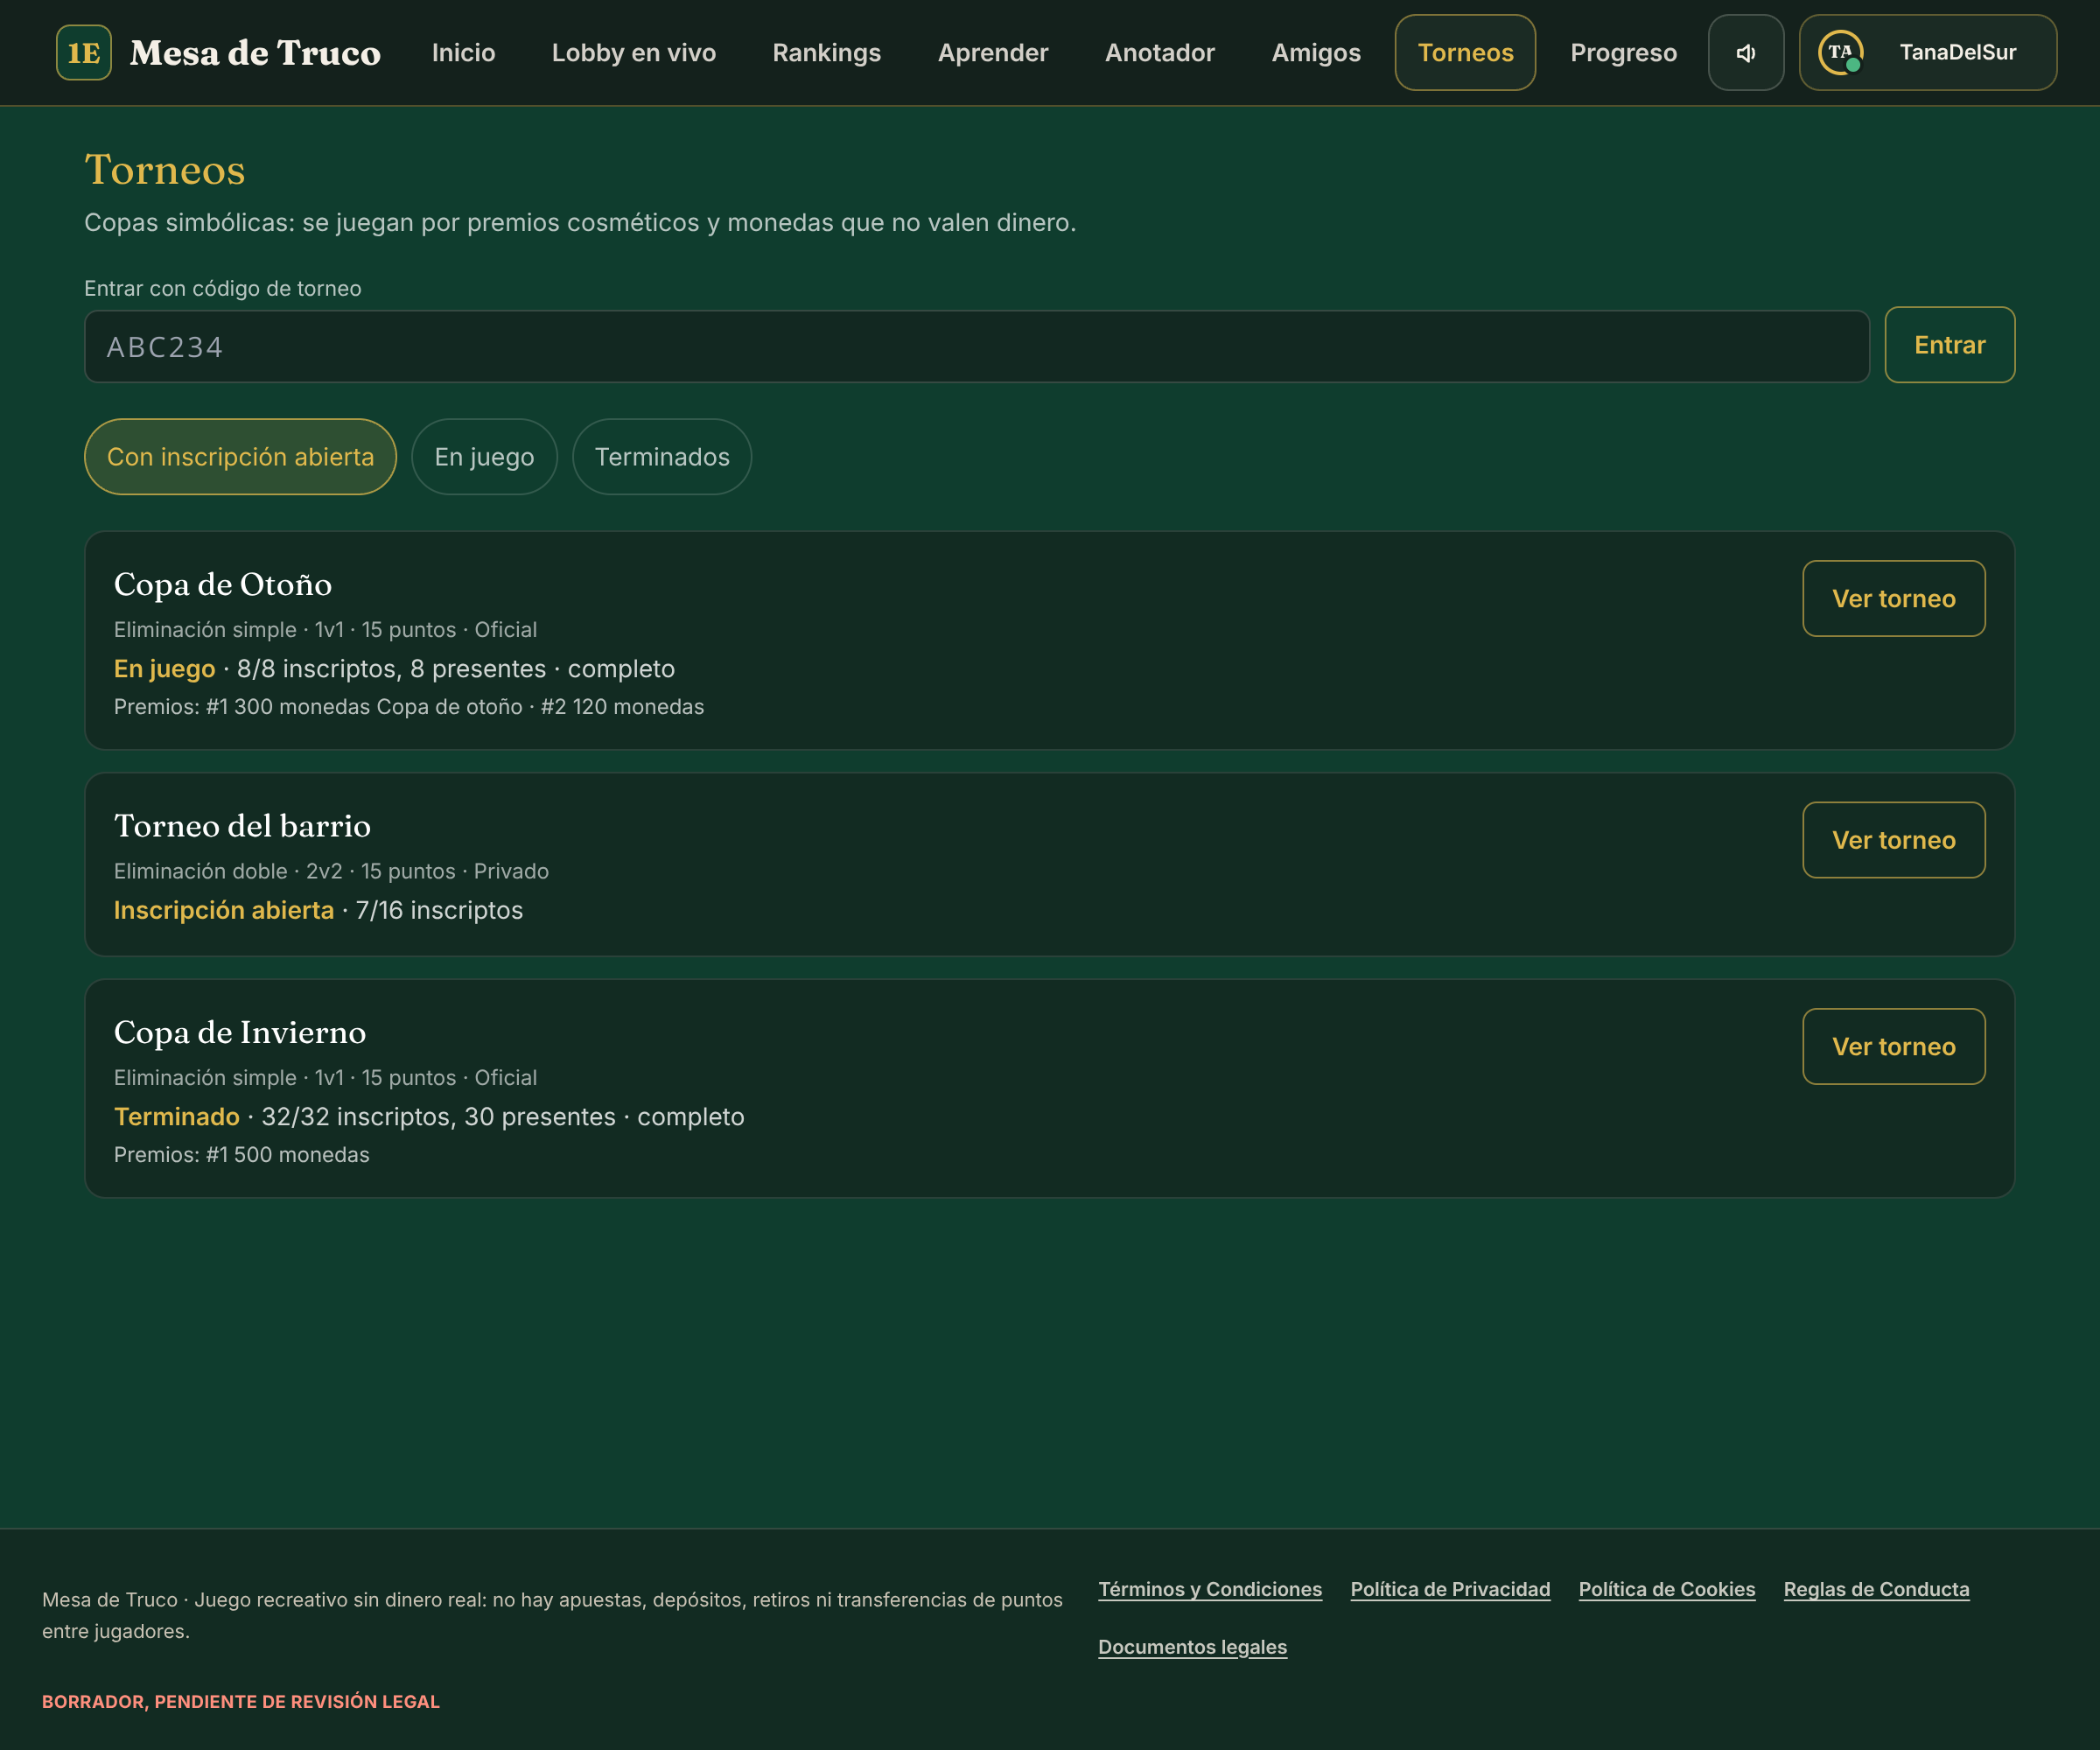 1E Mesa de Truco Inicio Lobby en vivo Rankings Aprender Anotador Amigos Torneos Progreso TA TanaDelSur
Torneos
Copas simbólicas: se juegan por premios cosméticos y monedas que no valen dinero.
Entrar con código de torneo
ABC234 Entrar
Con inscripción abierta En juego Terminados
Copa de Otoño Ver torneo
Eliminación simple · 1v1 · 15 puntos · Oficial
En juego · 8/8 inscriptos, 8 presentes · completo
Premios: #1 300 monedas Copa de otoño · #2 120 monedas
Torneo del barrio Ver torneo
Eliminación doble · 2v2 · 15 puntos · Privado
Inscripción abierta · 7/16 inscriptos
Copa de Invierno Ver torneo
Eliminación simple · 1v1 · 15 puntos · Oficial
Terminado · 32/32 inscriptos, 30 presentes · completo
Premios: #1 500 monedas
Mesa de Truco · Juego recreativo sin dinero real: no hay apuestas, depósitos, retiros ni transferencias de puntos
entre jugadores.
Términos y Condiciones Política de Privacidad Política de Cookies Reglas de Conducta
Documentos legales
BORRADOR, PENDIENTE DE REVISIÓN LEGAL